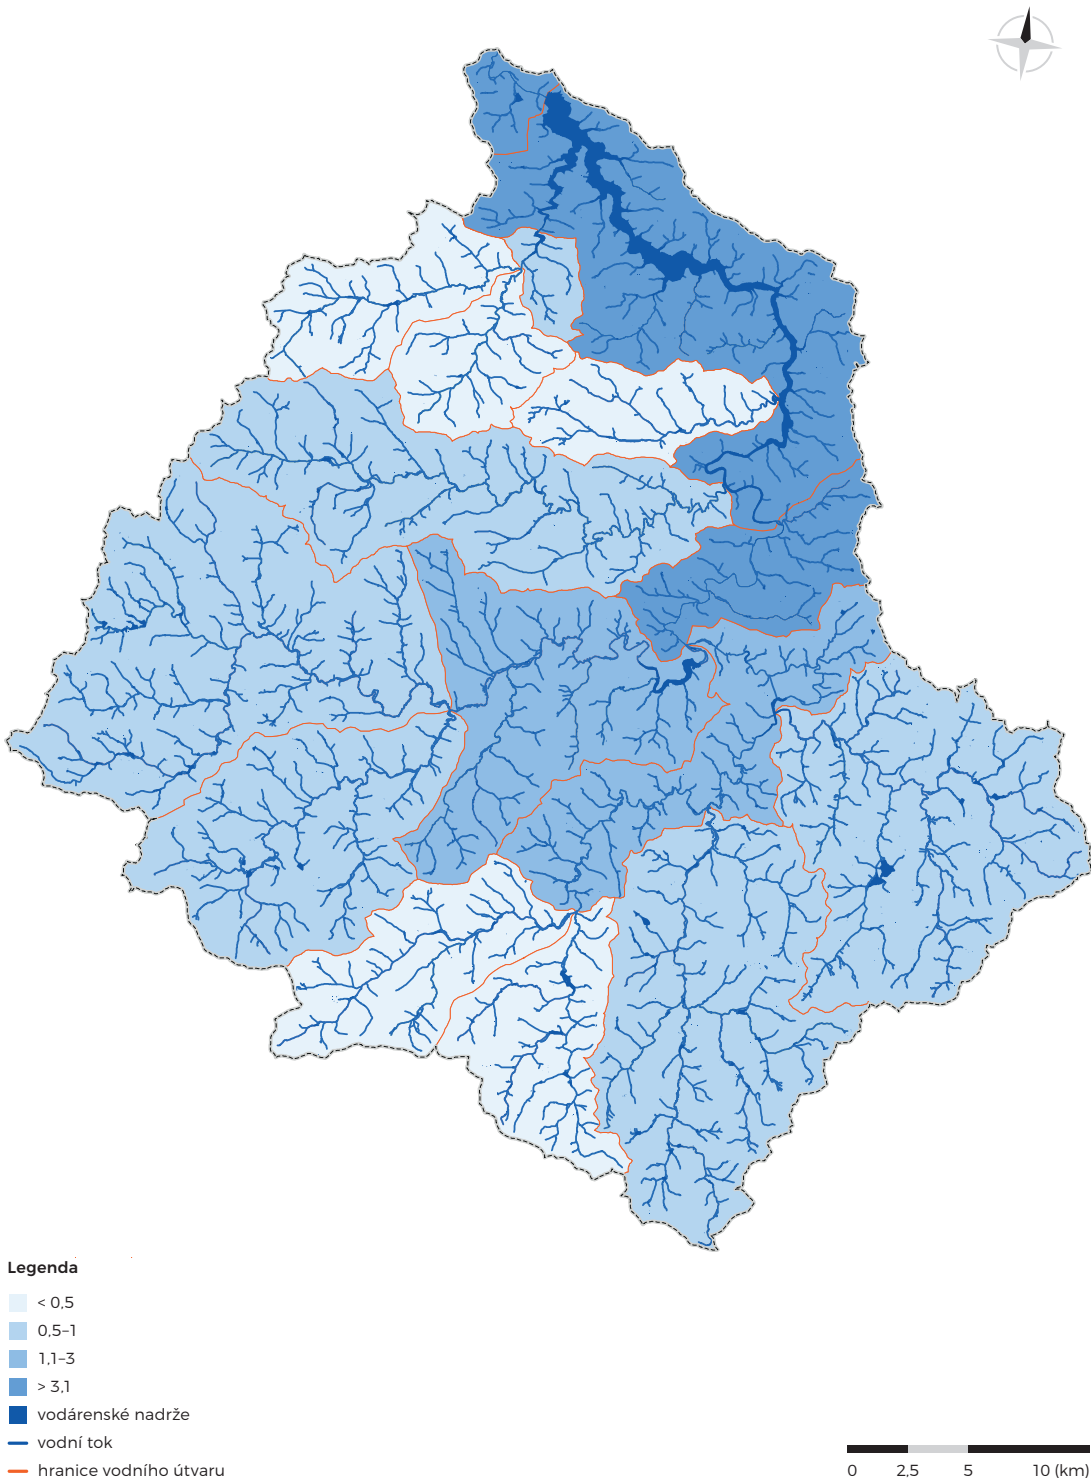 Legenda
< 0,5
0,5–1
1,1–3
> 3,1
vodárenské nadrže
vodní tok
hranice vodního útvaru
0 2,5 5 10 (km)